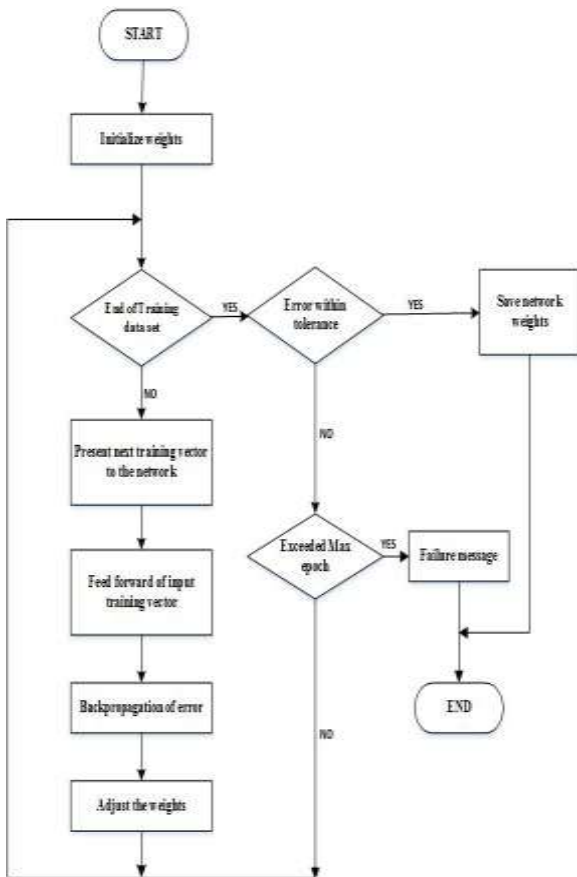 START
Initialize weights
End of Training
data set
YES
Error within
tolerance
YES
Save network
weights
NO
NO
Present next training vector
to the network
Exceeded Max
epoch
YES
Failure message
Feed forward of input
training vector
Backpropagation of error
END
NO
Adjust the weights